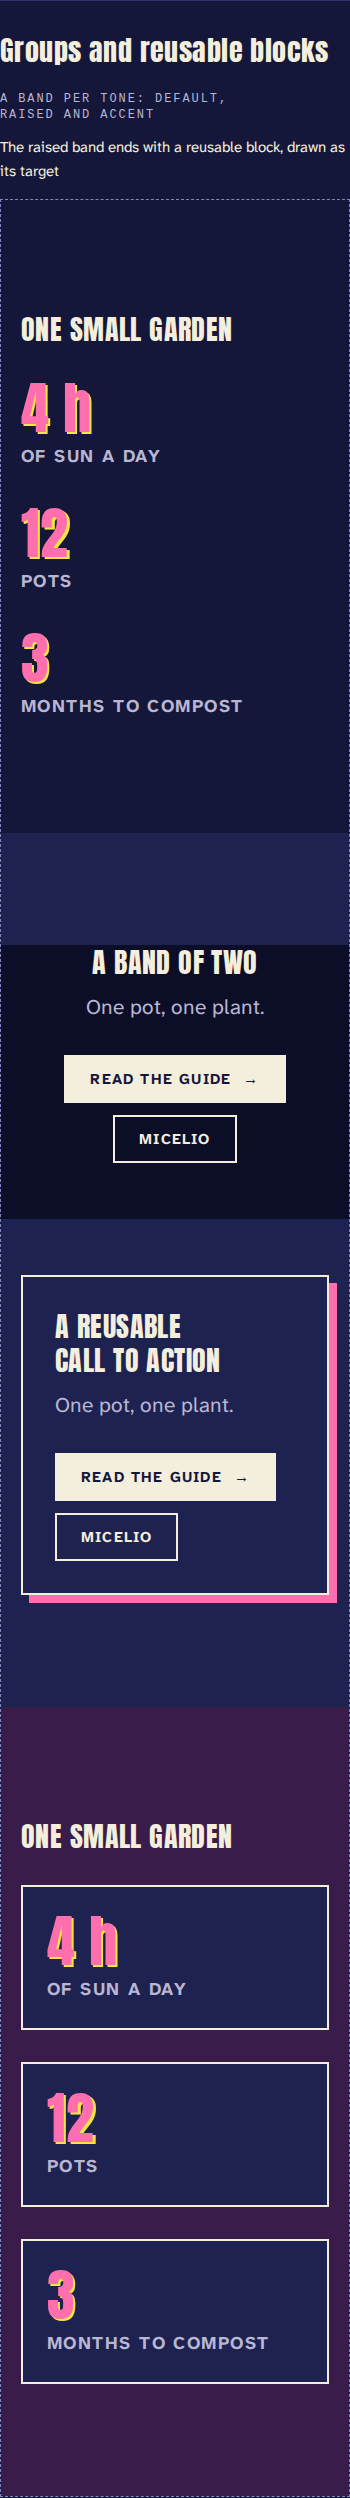 Groups and reusable blocks
A BAND PER TONE: DEFAULT,
RAISED AND ACCENT
The raised band ends with a reusable block, drawn as
its target
ONE SMALL GARDEN
4 h
OF SUN A DAY
12
POTS
3
MONTHS TO COMPOST
A BAND OF TWO
One pot, one plant.
READ THE GUIDE →
MICELIO
A REUSABLE
CALL TO ACTION
One pot, one plant.
READ THE GUIDE →
MICELIO
ONE SMALL GARDEN
4 h
OF SUN A DAY
12
POTS
3
MONTHS TO COMPOST